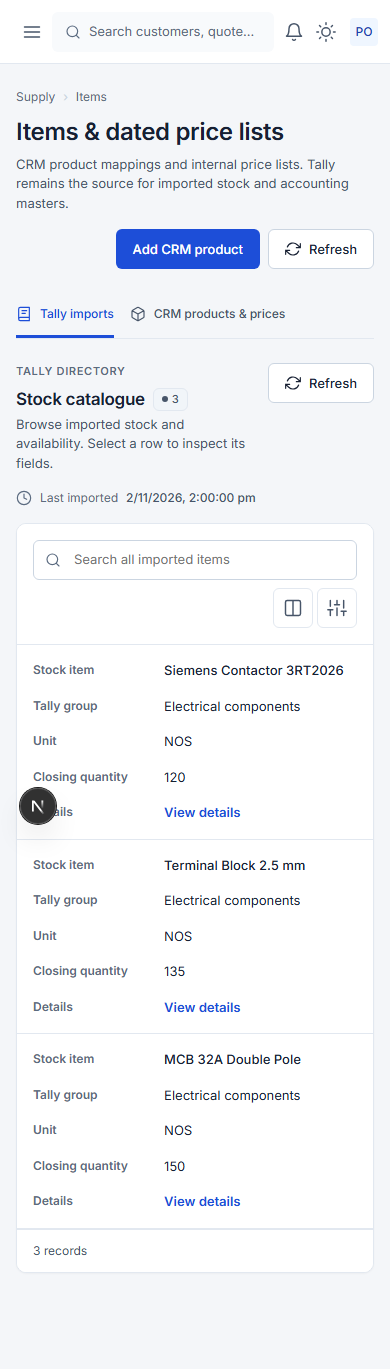 Search customers, quote...
PO
Supply › Items
Items & dated price lists
CRM product mappings and internal price lists. Tally
remains the source for imported stock and accounting
masters.
Add CRM product
Refresh
Tally imports
CRM products & prices
TALLY DIRECTORY
Refresh
Stock catalogue
3
Browse imported stock and
availability. Select a row to inspect its
fields.
Last imported 2/11/2026, 2:00:00 pm
Search all imported items
Stock item Siemens Contactor 3RT2026
Tally group Electrical components
Unit NOS
Closing quantity 120
N
ails View details
Stock item Terminal Block 2.5 mm
Tally group Electrical components
Unit NOS
Closing quantity 135
Details View details
Stock item MCB 32A Double Pole
Tally group Electrical components
Unit NOS
Closing quantity 150
Details View details
3 records